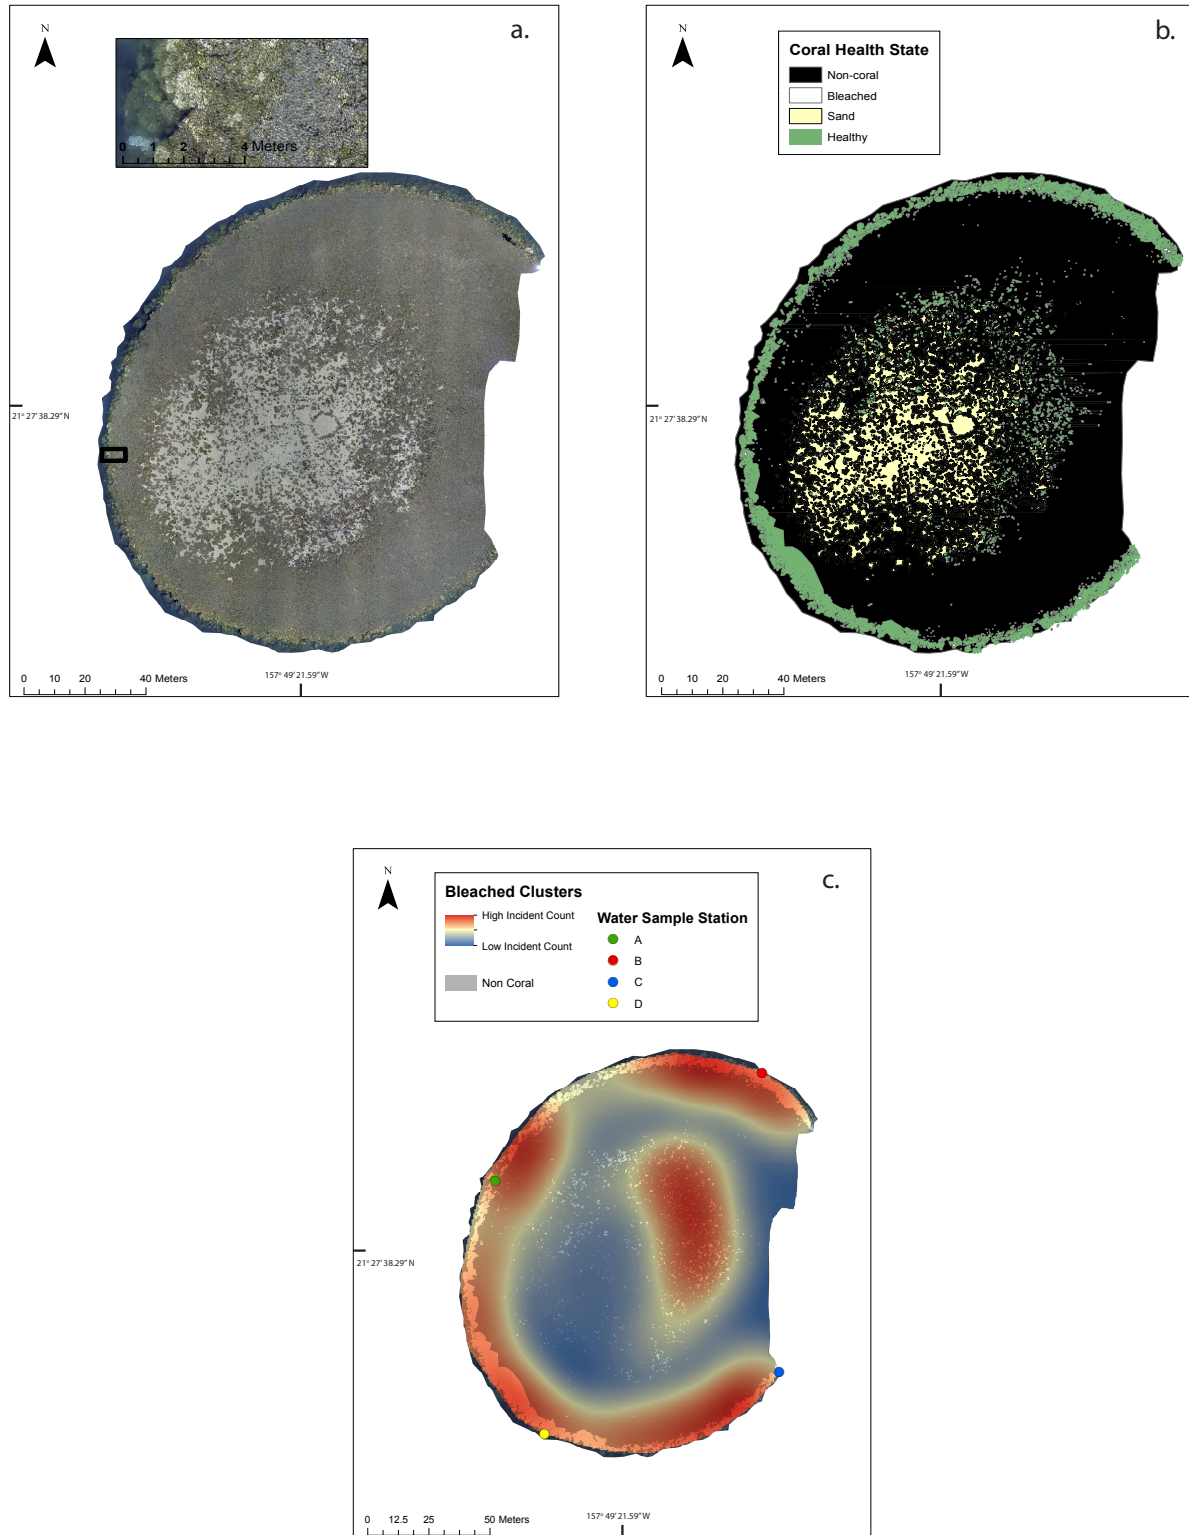 N
a.
0 1 2 4 Meters
21° 27' 38.29" N
0 10 20 40 Meters
157° 49' 21.59" W
N
b.
Coral Health State
Non-coral
Bleached
Sand
Healthy
21° 27' 38.29" N
0 10 20 40 Meters
157° 49' 21.59" W
N
c.
Bleached Clusters
High Incident Count
Low Incident Count
Non Coral
Water Sample Station
A
B
C
D
21° 27' 38.29" N
0 12.5 25 50 Meters
157° 49' 21.59" W